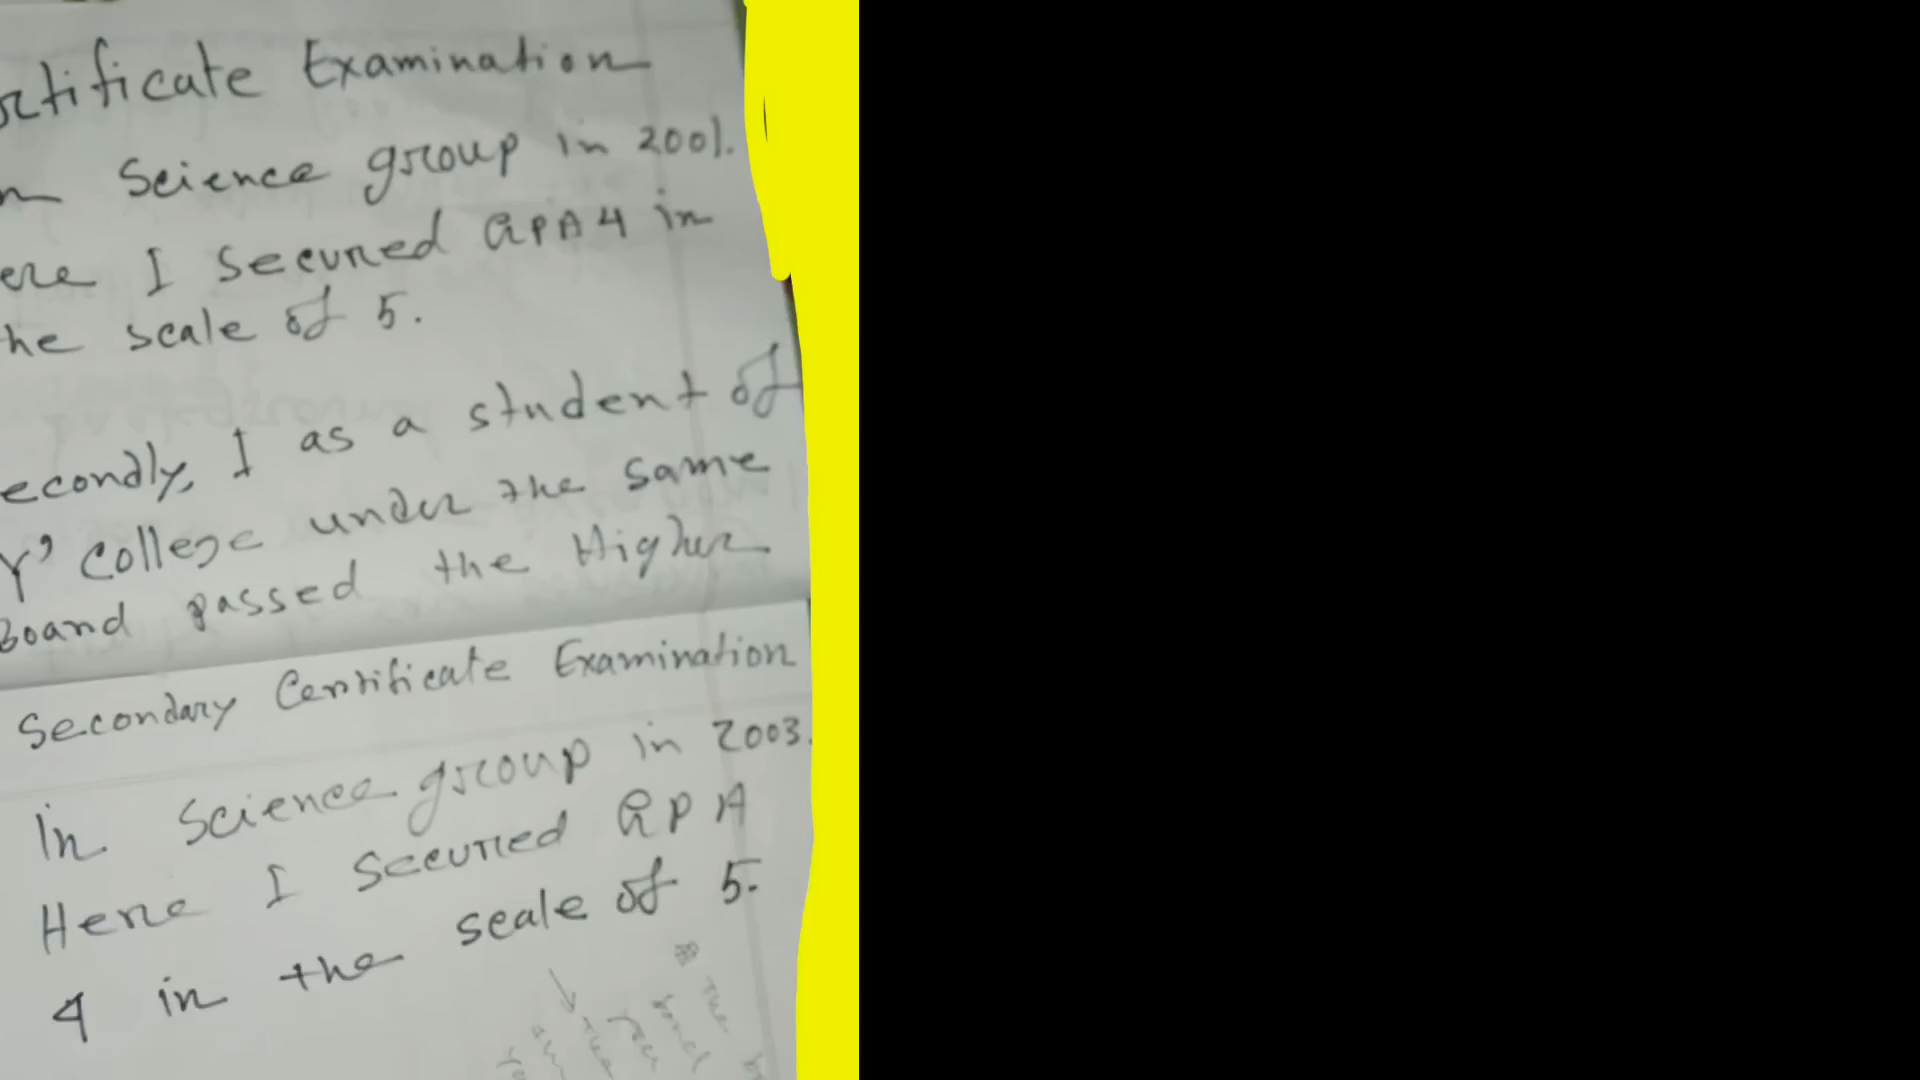 rtificate Examination
m Science group in 2001.
ere I secured GPA 4 in
he scale of 5.
econdly, I as a student of
Y' college under the same
Board passed the Higher
Secondary Certificate Examination
in Science group in 2003.
Here I secured GPA
4 in the scale of 5.